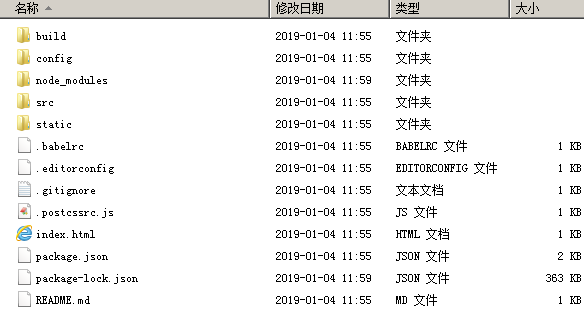 名称 修改日期 类型 大小
build 2019-01-04 11:55 文件夹
config 2019-01-04 11:55 文件夹
node_modules 2019-01-04 11:59 文件夹
src 2019-01-04 11:55 文件夹
static 2019-01-04 11:55 文件夹
.babelrc 2019-01-04 11:55 BABELRC 文件 1 KB
.editorconfig 2019-01-04 11:55 EDITORCONFIG 文件 1 KB
.gitignore 2019-01-04 11:55 文本文档 1 KB
.postcssrc.js 2019-01-04 11:55 JS 文件 1 KB
index.html 2019-01-04 11:55 HTML 文档 1 KB
package.json 2019-01-04 11:55 JSON 文件 2 KB
package-lock.json 2019-01-04 11:59 JSON 文件 363 KB
README.md 2019-01-04 11:55 MD 文件 1 KB